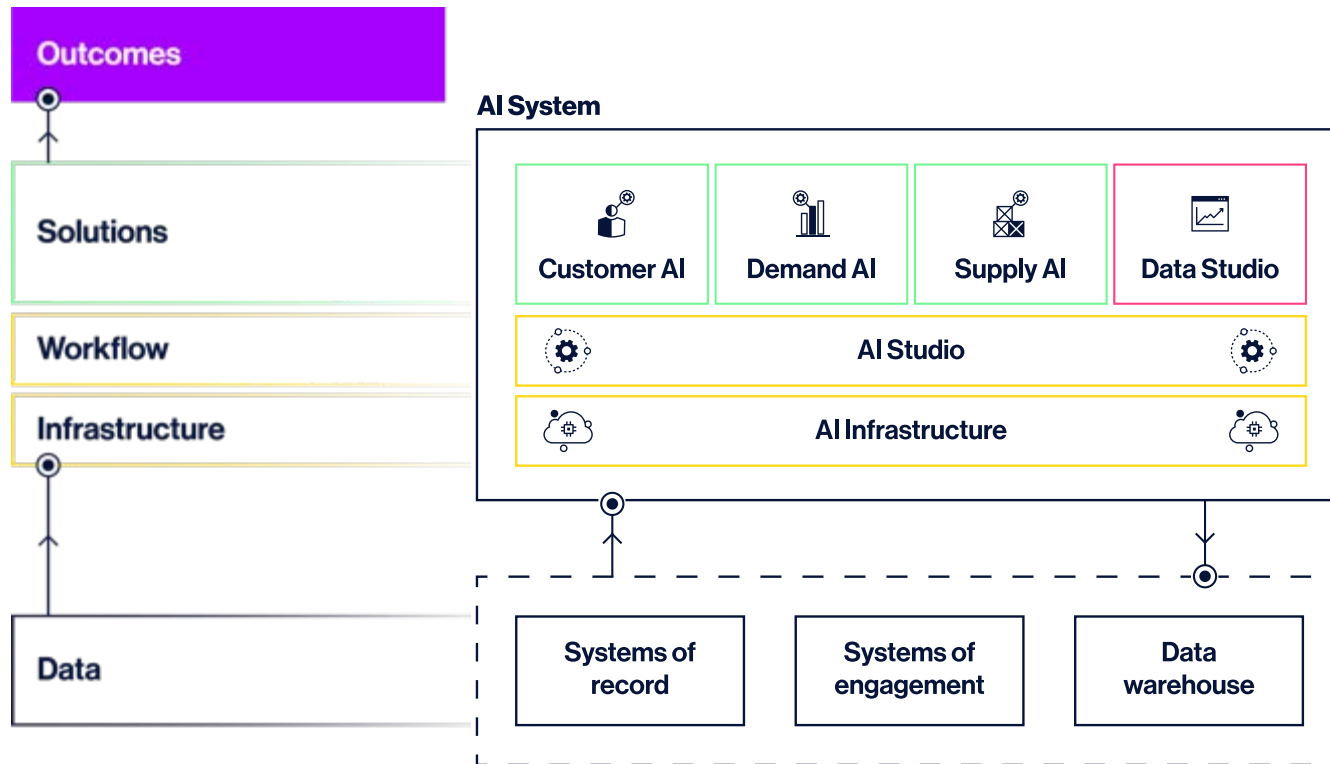 Outcomes
AI System
Solutions
Customer AI
Demand AI
Supply AI
Data Studio
Workflow
AI Studio
Infrastructure
AI Infrastructure
Data
Systems of
record
Systems of
engagement
Data
warehouse